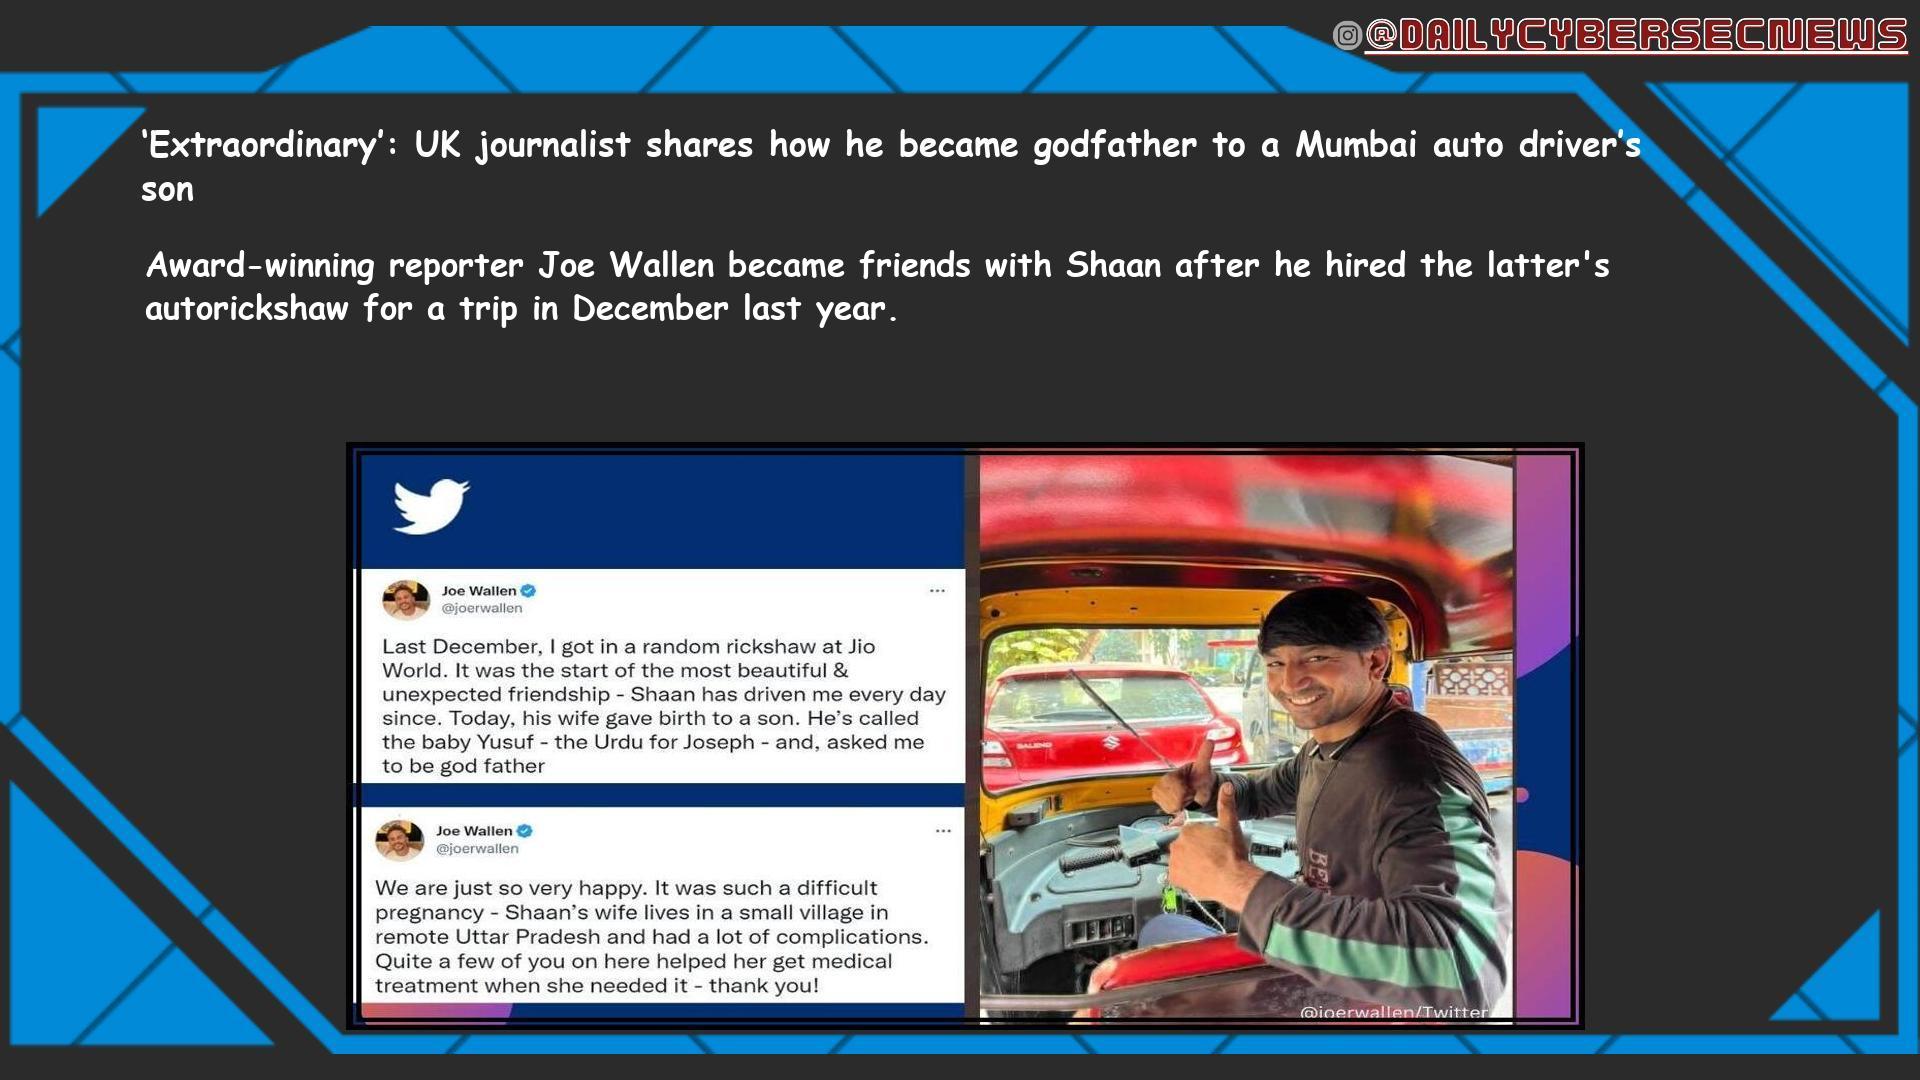 @DAILYCYBERSECNEWS
‘Extraordinary’: UK journalist shares how he became godfather to a Mumbai auto driver’s
son
Award-winning reporter Joe Wallen became friends with Shaan after he hired the latter's
autorickshaw for a trip in December last year.
Joe Wallen
@joerwallen
Last December, I got in a random rickshaw at Jio
World. It was the start of the most beautiful &
unexpected friendship - Shaan has driven me every day
since. Today, his wife gave birth to a son. He’s called
the baby Yusuf - the Urdu for Joseph - and, asked me
to be god father
Joe Wallen
@joerwallen
We are just so very happy. It was such a difficult
pregnancy - Shaan’s wife lives in a small village in
remote Uttar Pradesh and had a lot of complications.
Quite a few of you on here helped her get medical
treatment when she needed it - thank you!
BALENO
@joerwallen/Twitter